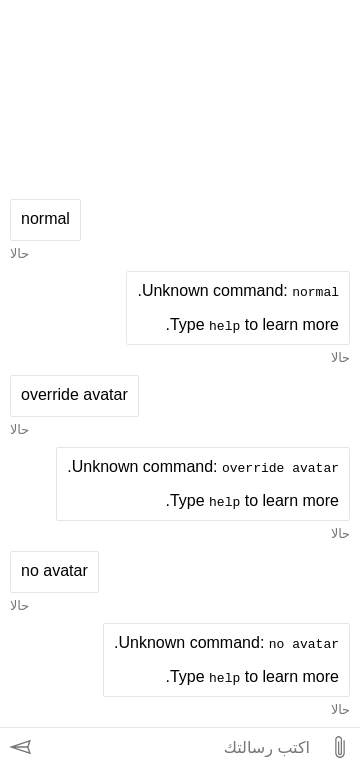 normal
حالا
Unknown command: normal.
Type help to learn more.
حالا
override avatar
حالا
Unknown command: override avatar.
Type help to learn more.
حالا
no avatar
حالا
Unknown command: no avatar.
Type help to learn more.
حالا
اكتب رسالتك